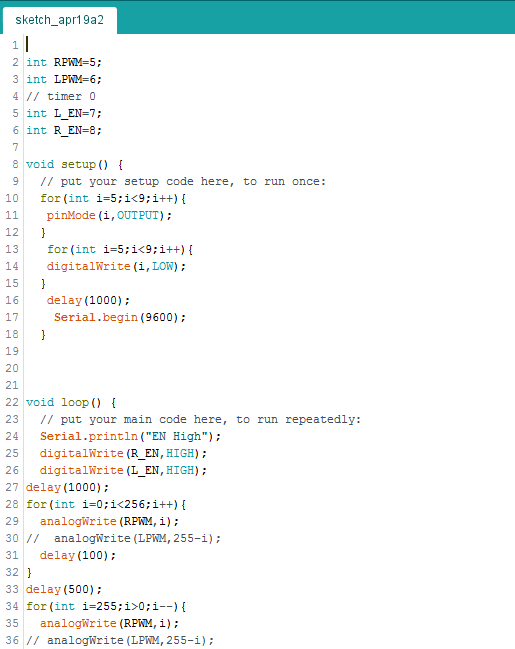 sketch_apr19a2
1
2 int RPWM=5;
3 int LPWM=6;
4 // timer 0
5 int L_EN=7;
6 int R_EN=8;
7
8 void setup() {
9   // put your setup code here, to run once:
10   for(int i=5;i<9;i++){
11    pinMode(i,OUTPUT);
12   }
13    for(int i=5;i<9;i++){
14    digitalWrite(i,LOW);
15   }
16    delay(1000);
17     Serial.begin(9600);
18   }
19
20
21
22 void loop() {
23   // put your main code here, to run repeatedly:
24   Serial.println("EN High");
25   digitalWrite(R_EN,HIGH);
26   digitalWrite(L_EN,HIGH);
27 delay(1000);
28 for(int i=0;i<256;i++){
29   analogWrite(RPWM,i);
30 //  analogWrite(LPWM,255-i);
31   delay(100);
32 }
33 delay(500);
34 for(int i=255;i>0;i--){
35   analogWrite(RPWM,i);
36 // analogWrite(LPWM,255-i);